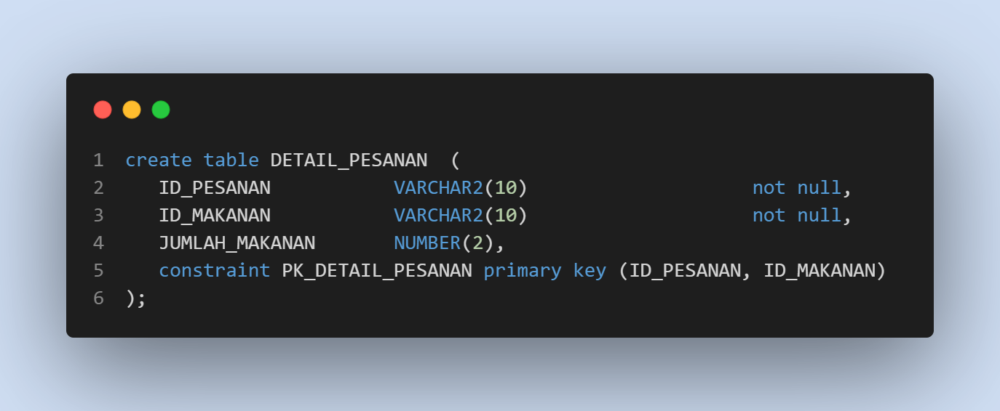 1 create table DETAIL_PESANAN  (
2    ID_PESANAN           VARCHAR2(10)                    not null,
3    ID_MAKANAN           VARCHAR2(10)                    not null,
4    JUMLAH_MAKANAN       NUMBER(2),
5    constraint PK_DETAIL_PESANAN primary key (ID_PESANAN, ID_MAKANAN)
6 );